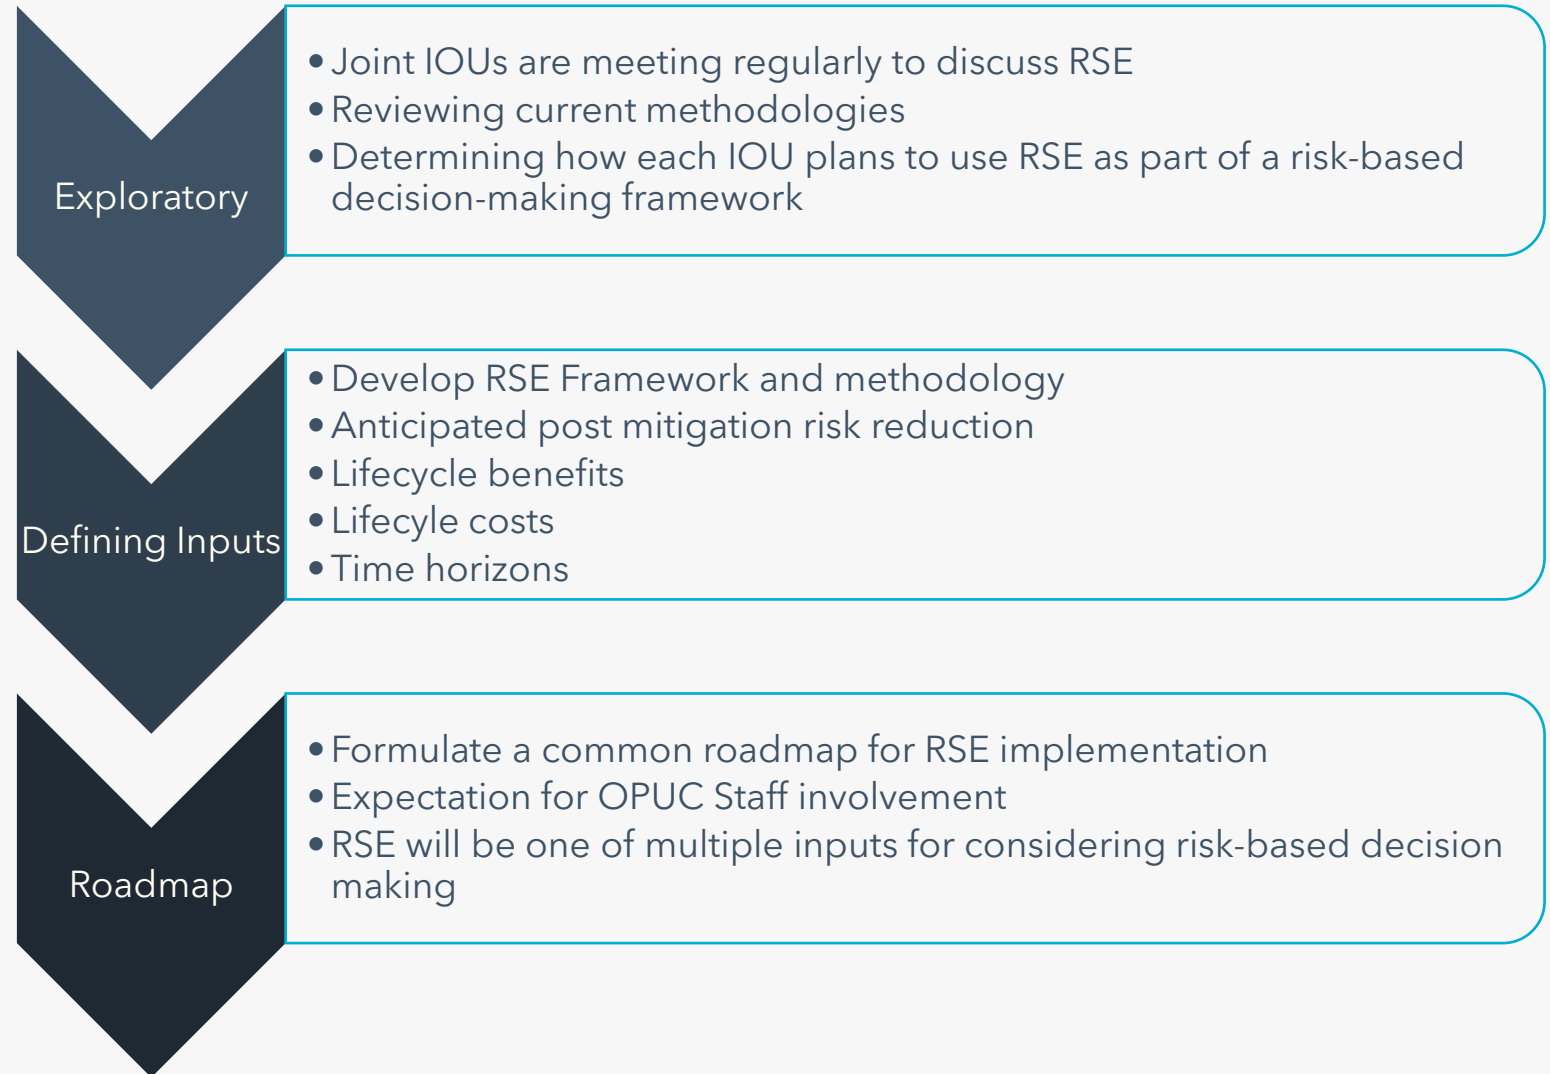 Exploratory
•Joint IOUs are meeting regularly to discuss RSE
•Reviewing current methodologies
•Determining how each IOU plans to use RSE as part of a risk-based
decision-making framework
Defining Inputs
•Develop RSE Framework and methodology
•Anticipated post mitigation risk reduction
•Lifecycle benefits
•Lifecyle costs
•Time horizons
Roadmap
•Formulate a common roadmap for RSE implementation
•Expectation for OPUC Staff involvement
•RSE will be one of multiple inputs for considering risk-based decision
making